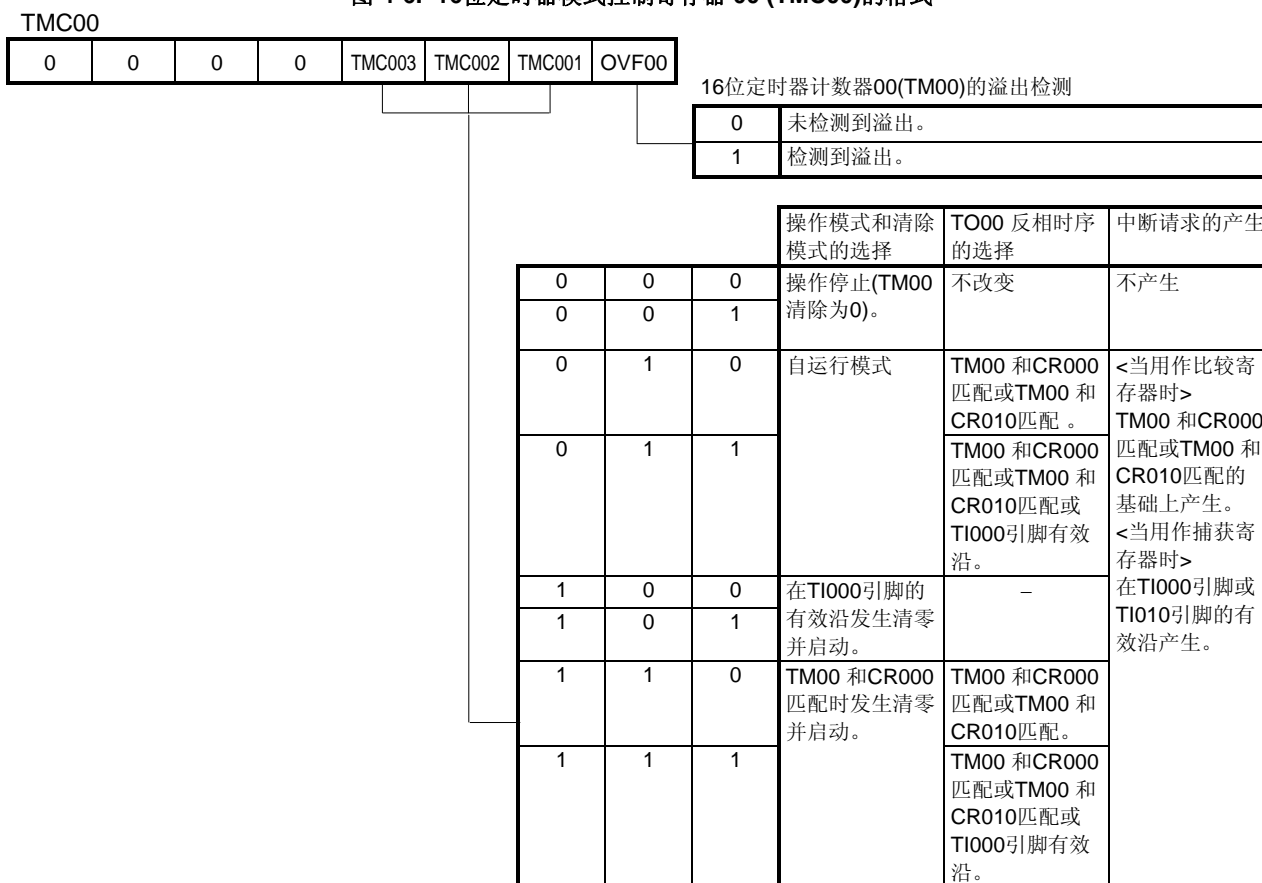 TMC00
0 0 0 0 TMC003 TMC002 TMC001 OVF00
16位定时器计数器00(TM00)的溢出检测
0 未检测到溢出。
1 检测到溢出。
操作模式和清除
模式的选择
TO00 反相时序
的选择
中断请求的产生
0 0 0
0 0 1
操作停止(TM00
清除为0)。
不改变
不产生
0 1 0
自运行模式
TM00 和CR000
匹配或TM00 和
CR010匹配 。
<当用作比较寄
存器时>
TM00 和CR000
匹配或TM00 和
CR010匹配的
基础上产生。
<当用作捕获寄
存器时>
在TI000引脚或
TI010引脚的有
效沿产生。
0 1 1
TM00 和CR000
匹配或TM00 和
CR010匹配或
TI000引脚有效
沿。
1 0 0
1 0 1
在TI000引脚的
有效沿发生清零
并启动。
–
1 1 0
TM00 和CR000
匹配时发生清零
并启动。
TM00 和CR000
匹配或TM00 和
CR010匹配。
1 1 1
TM00 和CR000
匹配或TM00 和
CR010匹配或
TI000引脚有效
沿。